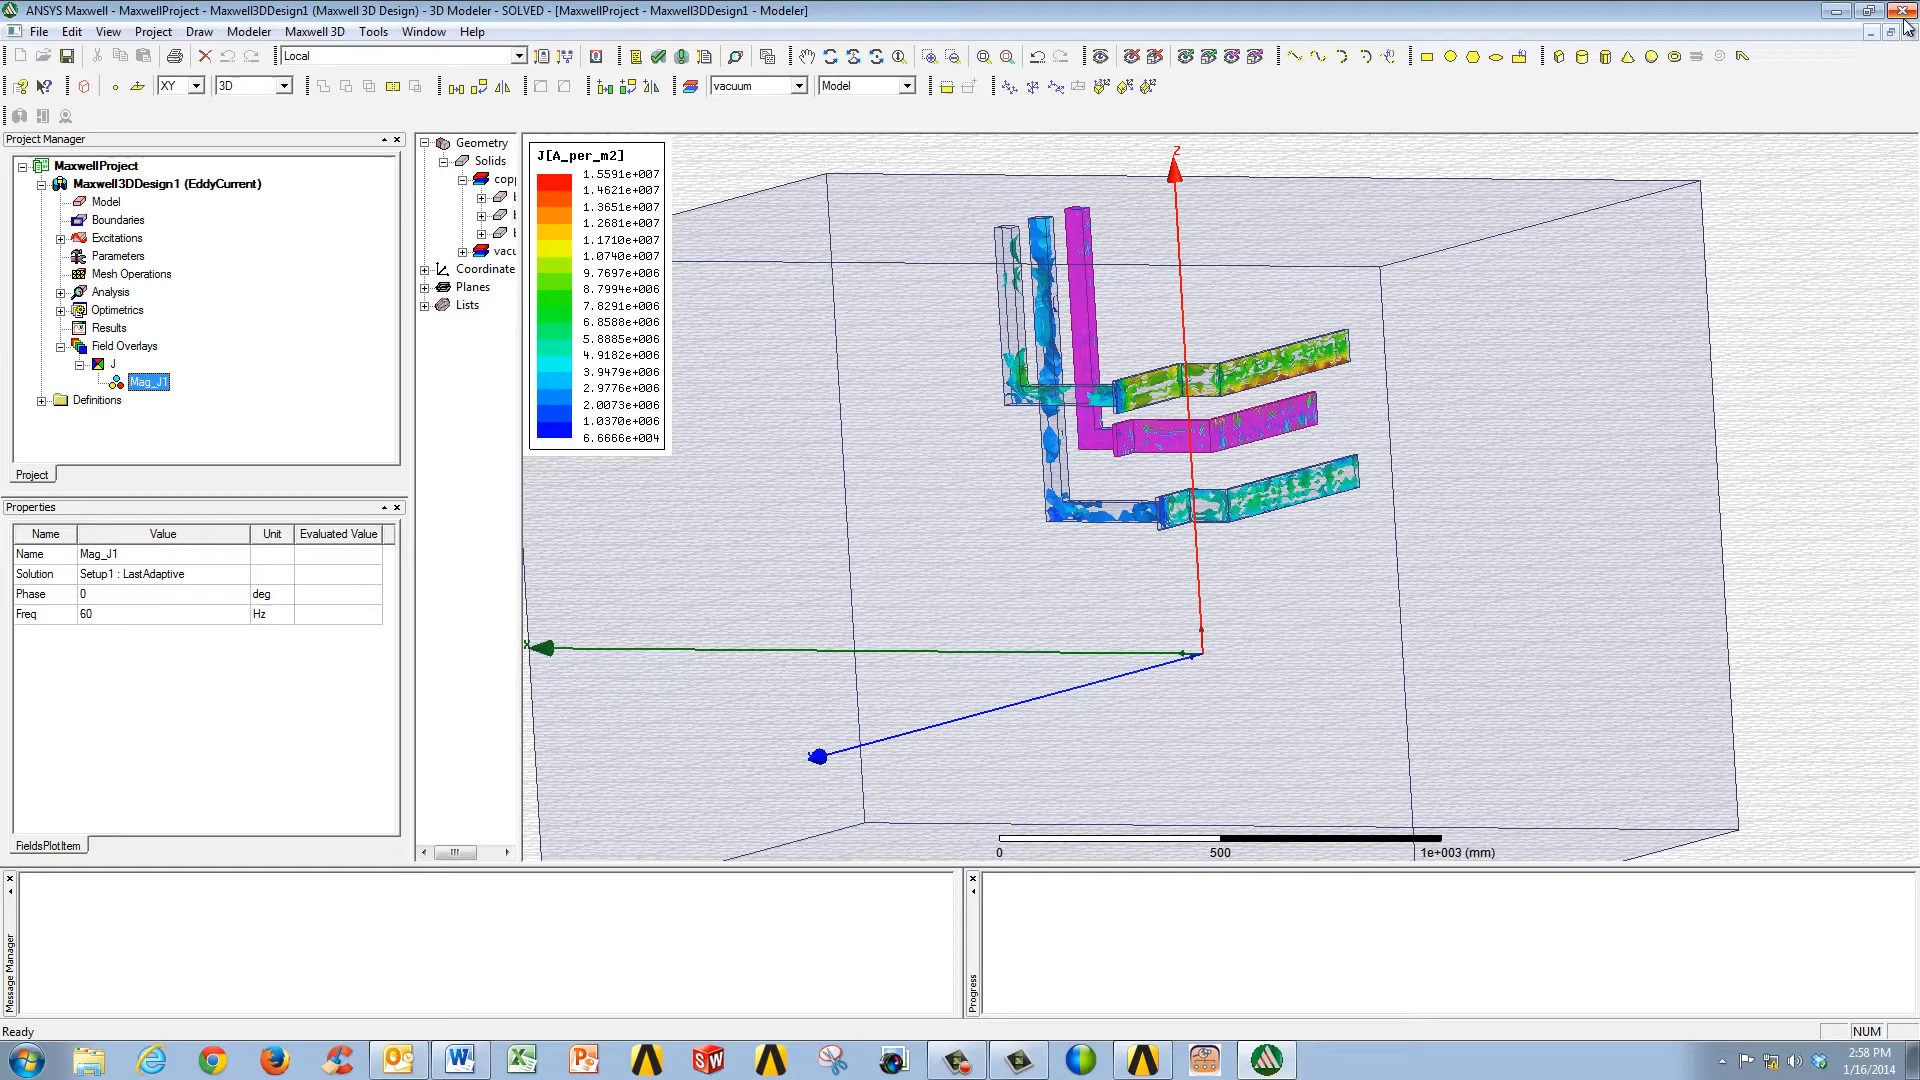 ANSYS Maxwell - MaxwellProject - Maxwell3DDesign1 (Maxwell 3D Design) - 3D Modeler - SOLVED - [MaxwellProject - Maxwell3DDesign1 - Modeler]
File Edit View Project Draw Modeler Maxwell 3D Tools Window Help
Local
XY 3D vacuum Model
Project Manager
MaxwellProject
Maxwell3DDesign1 (EddyCurrent)
Model
Boundaries
Excitations
Parameters
Mesh Operations
Analysis
Optimetrics
Results
Field Overlays
J
Mag_J1
Definitions
Project
Properties
Name Value Unit Evaluated Value
Name Mag_J1
Solution Setup1 : LastAdaptive
Phase 0 deg
Freq 60 Hz
FieldsPlotItem
Geometry
Solids
copp
b
b
b
vacu
Coordinate
Planes
Lists
J[A_per_m2]
1.5591e+007
1.4621e+007
1.3651e+007
1.2681e+007
1.1710e+007
1.0740e+007
9.7697e+006
8.7994e+006
7.8291e+006
6.8588e+006
5.8885e+006
4.9182e+006
3.9479e+006
2.9776e+006
2.0073e+006
1.0370e+006
6.6666e+004
Z
X
0 500 1e+003 (mm)
Message Manager
Progress
Ready
NUM
2:58 PM
1/16/2014